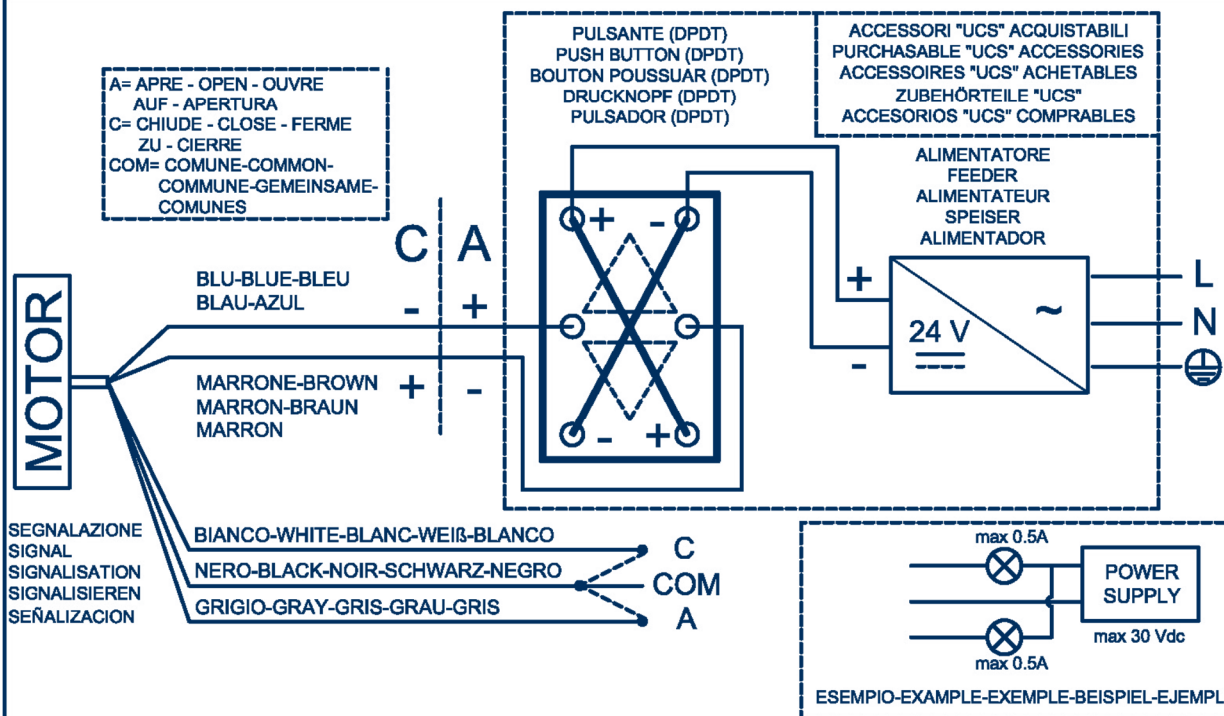 PULSANTE (DPDT)
PUSH BUTTON (DPDT)
BOUTON POUSSUAR (DPDT)
DRUCKNOPF (DPDT)
PULSADOR (DPDT)
ACCESSORI "UCS" ACQUISTABILI
PURCHASABLE "UCS" ACCESSORIES
ACCESSOIRES "UCS" ACHETABLES
ZUBEHÖRTEILE "UCS"
ACCESORIOS "UCS" COMPRABLES
A= APRE - OPEN - OUVRE
AUF - APERTURA
C= CHIUDE - CLOSE - FERME
ZU - CIERRE
COM= COMUNE-COMMON-
COMMUNE-GEMEINSAME-
COMUNES
ALIMENTATORE
FEEDER
ALIMENTATEUR
SPEISER
ALIMENTADOR
C A
+ -
BLU-BLUE-BLEU
BLAU-AZUL
- +
MARRONE-BROWN
MARRON-BRAUN
MARRON
+ -
- +
MOTOR
+
-
24 V
~
L
N
SEGNALAZIONE
SIGNAL
SIGNALISATION
SIGNALISIEREN
SEÑALIZACION
BIANCO-WHITE-BLANC-WEIß-BLANCO
NERO-BLACK-NOIR-SCHWARZ-NEGRO
GRIGIO-GRAY-GRIS-GRAU-GRIS
C
COM
A
max 0.5A
POWER
SUPPLY
max 30 Vdc
max 0.5A
ESEMPIO-EXAMPLE-EXEMPLE-BEISPIEL-EJEMPL